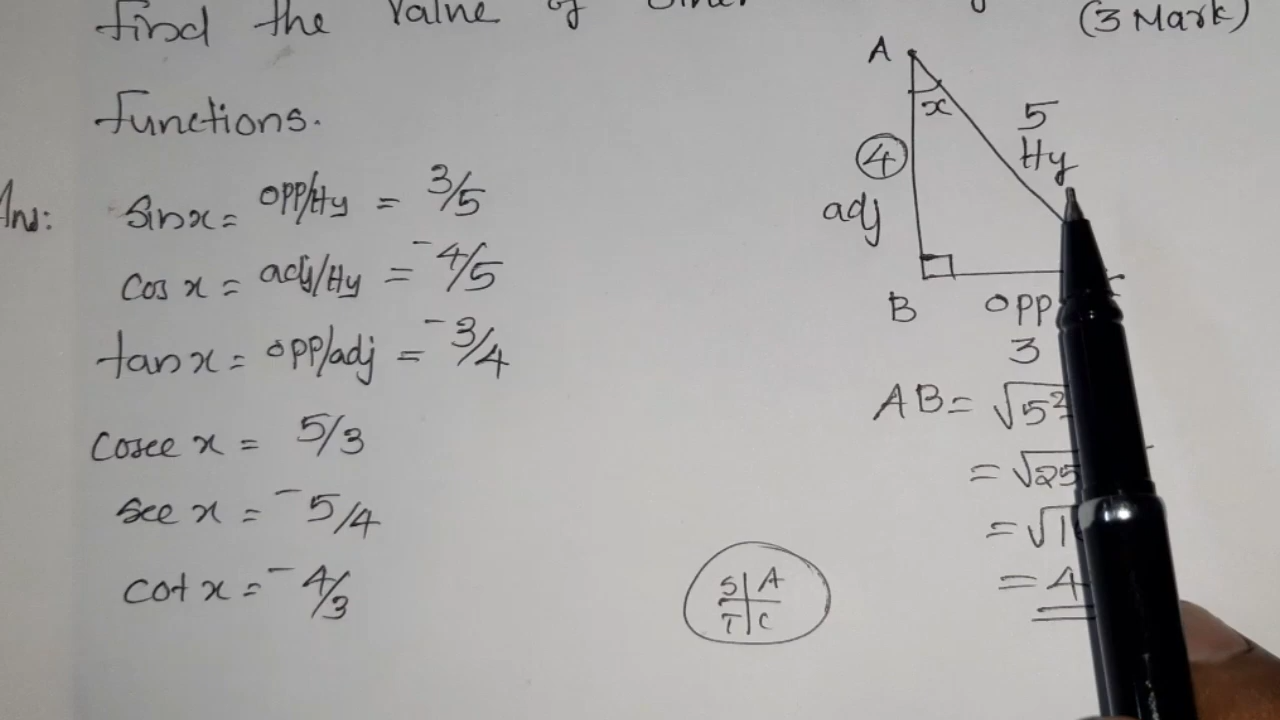 find the value of
(3 Mark)
functions.
Ans:
sinx = opp/Hy = 3/5
cos x = adj/Hy = -4/5
tan x = opp/adj = -3/4
cosec x = 5/3
sec x = -5/4
cot x = -4/3
A
x
5
Hy
4
adj
B
opp
3
AB = √5²
= √25
= √1
= 4
S A
T C